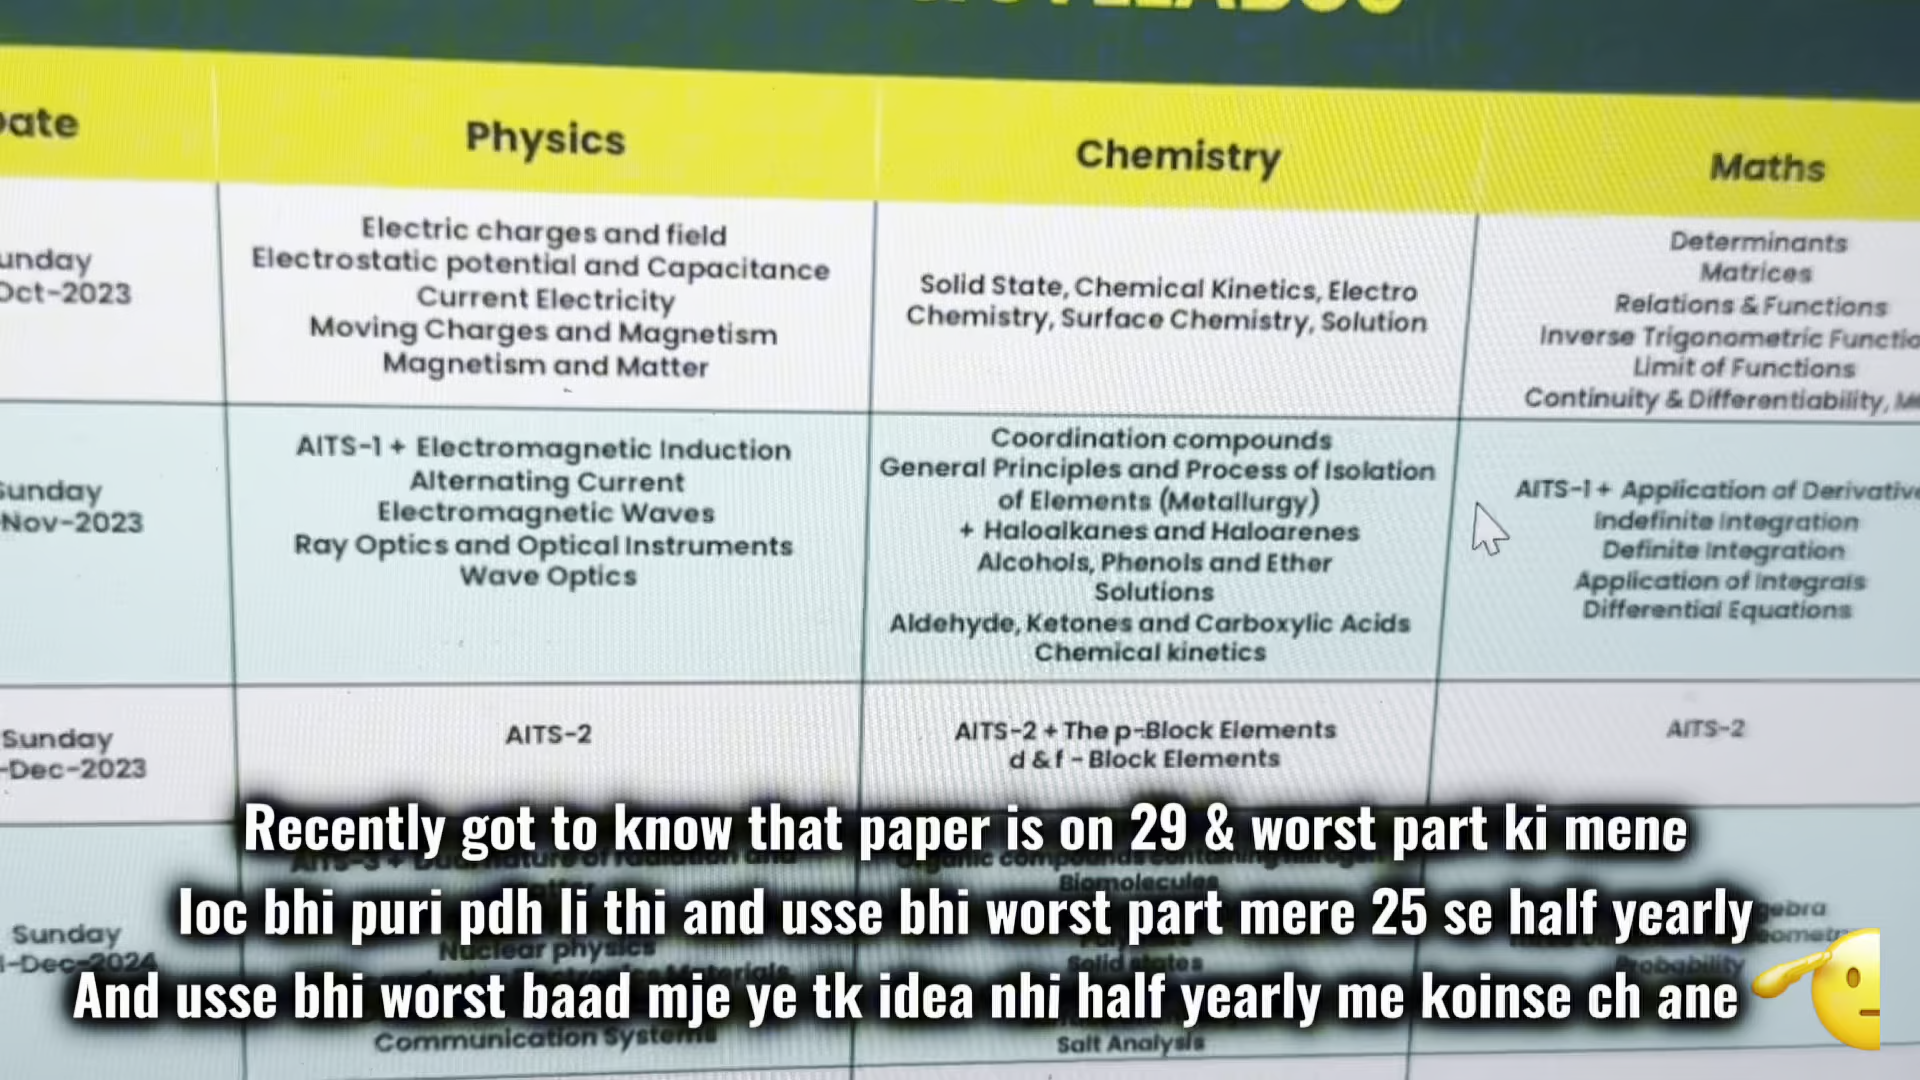 Physics
Chemistry
Maths
Electric charges and field
Electrostatic potential and Capacitance
Current Electricity
Moving Charges and Magnetism
Magnetism and Matter
Solid State, Chemical Kinetics, Electro
Chemistry, Surface Chemistry, Solution
Determinants
Matrices
Relations & Functions
Inverse Trigonometric
Limit of Functions
Continuity & Differentiability,
-2023
AITS-1 + Electromagnetic Induction
Alternating Current
Electromagnetic Waves
Ray Optics and Optical Instruments
Wave Optics
Coordination compounds
General Principles and Process of Isolation
of Elements (Metallurgy)
+ Haloalkanes and Haloarenes
Alcohols, Phenols and Ether
Solutions
Aldehyde, Ketones and Carboxylic Acids
Chemical kinetics
AITS-1 + Application of
Indefinite Integration
Definite Integration
Application of Integrals
Differential Equations
Sunday
-Nov-2023
Sunday
-Dec-2023
AITS-2
AITS-2 + The p-Block Elements
d & f - Block Elements
AITS-2
Sunday
-Dec-2024
Biomolecules
Nuclear physics
Solid states
Probability
Communication Systems
Salt Analysis
Recently got to know that paper is on 29 & worst part ki mene
Ioc bhi puri pdh li thi and usse bhi worst part mere 25 se half yearly
And usse bhi worst baad mje ye tk idea nhi half yearly me koinse ch ane